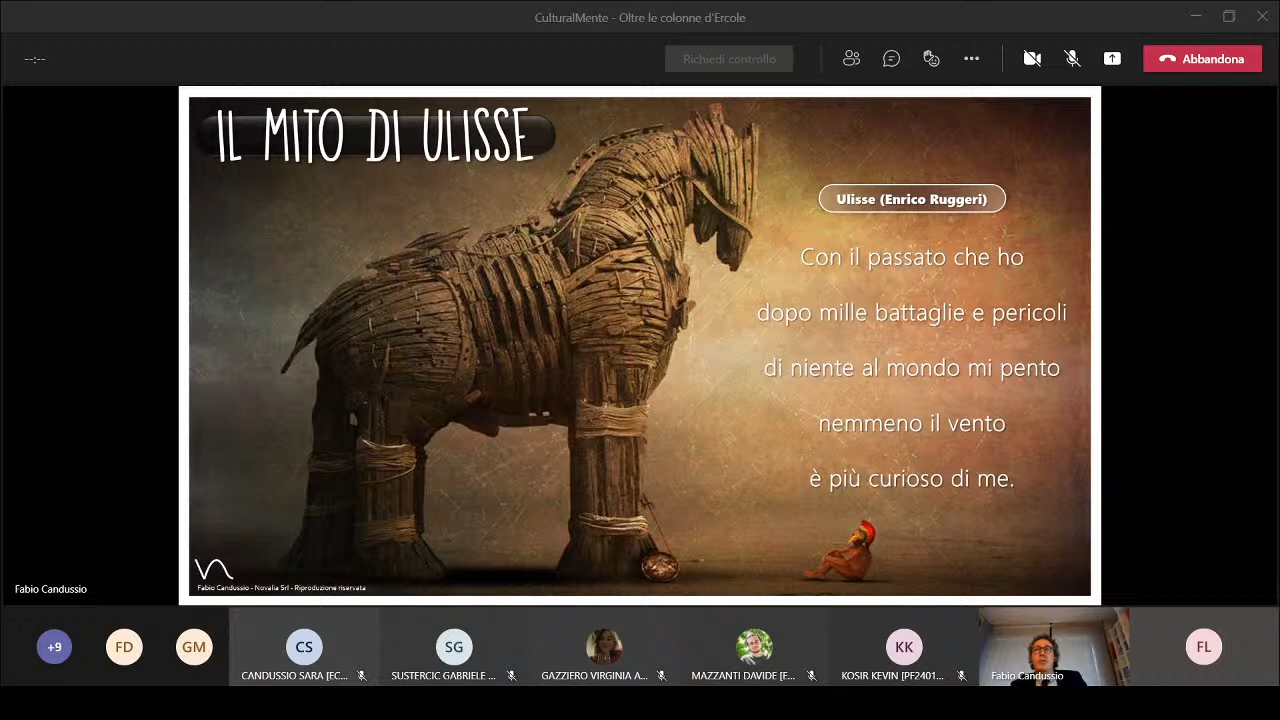 CulturalMente - Oltre le colonne d'Ercole
--:--
Richiedi controllo
Abbandona
IL MITO DI ULISSE
Ulisse (Enrico Ruggeri)
Con il passato che ho
dopo mille battaglie e pericoli
di niente al mondo mi pento
nemmeno il vento
è più curioso di me.
Fabio Candussio - Novalia Srl - Riproduzione riservata
Fabio Candussio
+9
FD
GM
CS
SG
KK
FL
CANDUSSIO SARA [EC...
SUSTERCIC GABRIELE ...
GAZZIERO VIRGINIA A...
MAZZANTI DAVIDE [E...
KOSIR KEVIN [PF2401...
Fabio Candussio